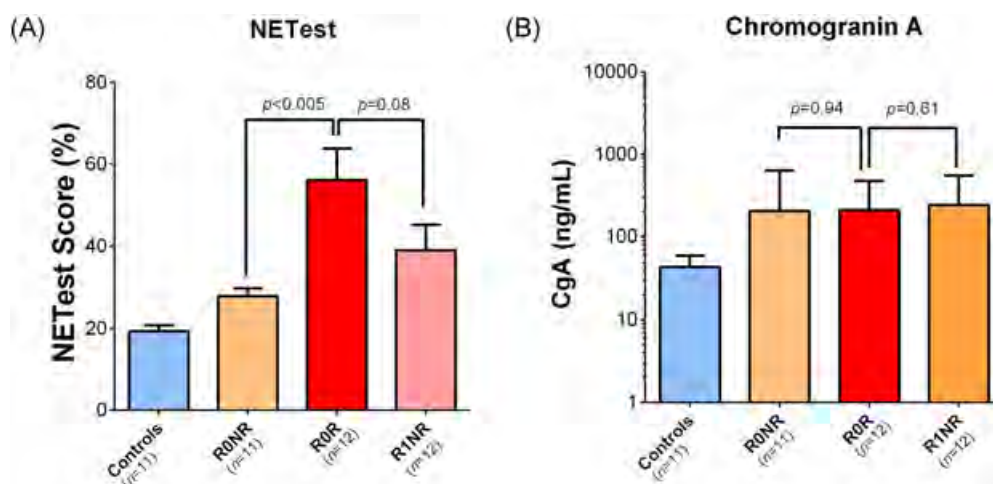 (A)
NETest
NETest Score (%)
80
60
40
20
0
p<0.005
p=0.08
Controls
(n=11)
R0NR
(n=11)
R0R
(n=12)
R1NR
(n=12)
(B)
Chromogranin A
CgA (ng/mL)
10000
1000
100
10
1
p=0.94
p=0.61
Controls
(n=11)
R0NR
(n=11)
R0R
(n=12)
R1NR
(n=12)